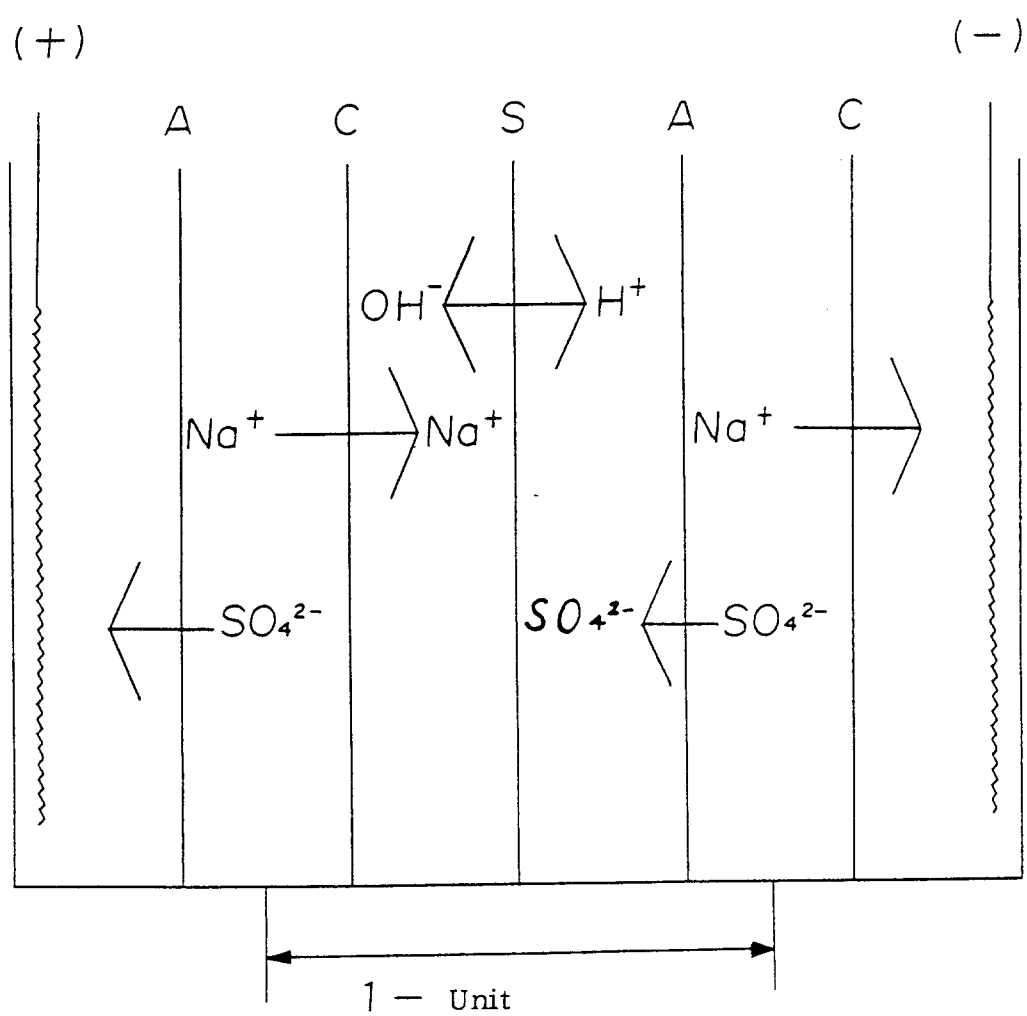 (+) (−)
A C S A C
OH⁻ H⁺
Na⁺ Na⁺ Na⁺
SO₄²⁻ SO₄²⁻ SO₄²⁻
1 − Unit